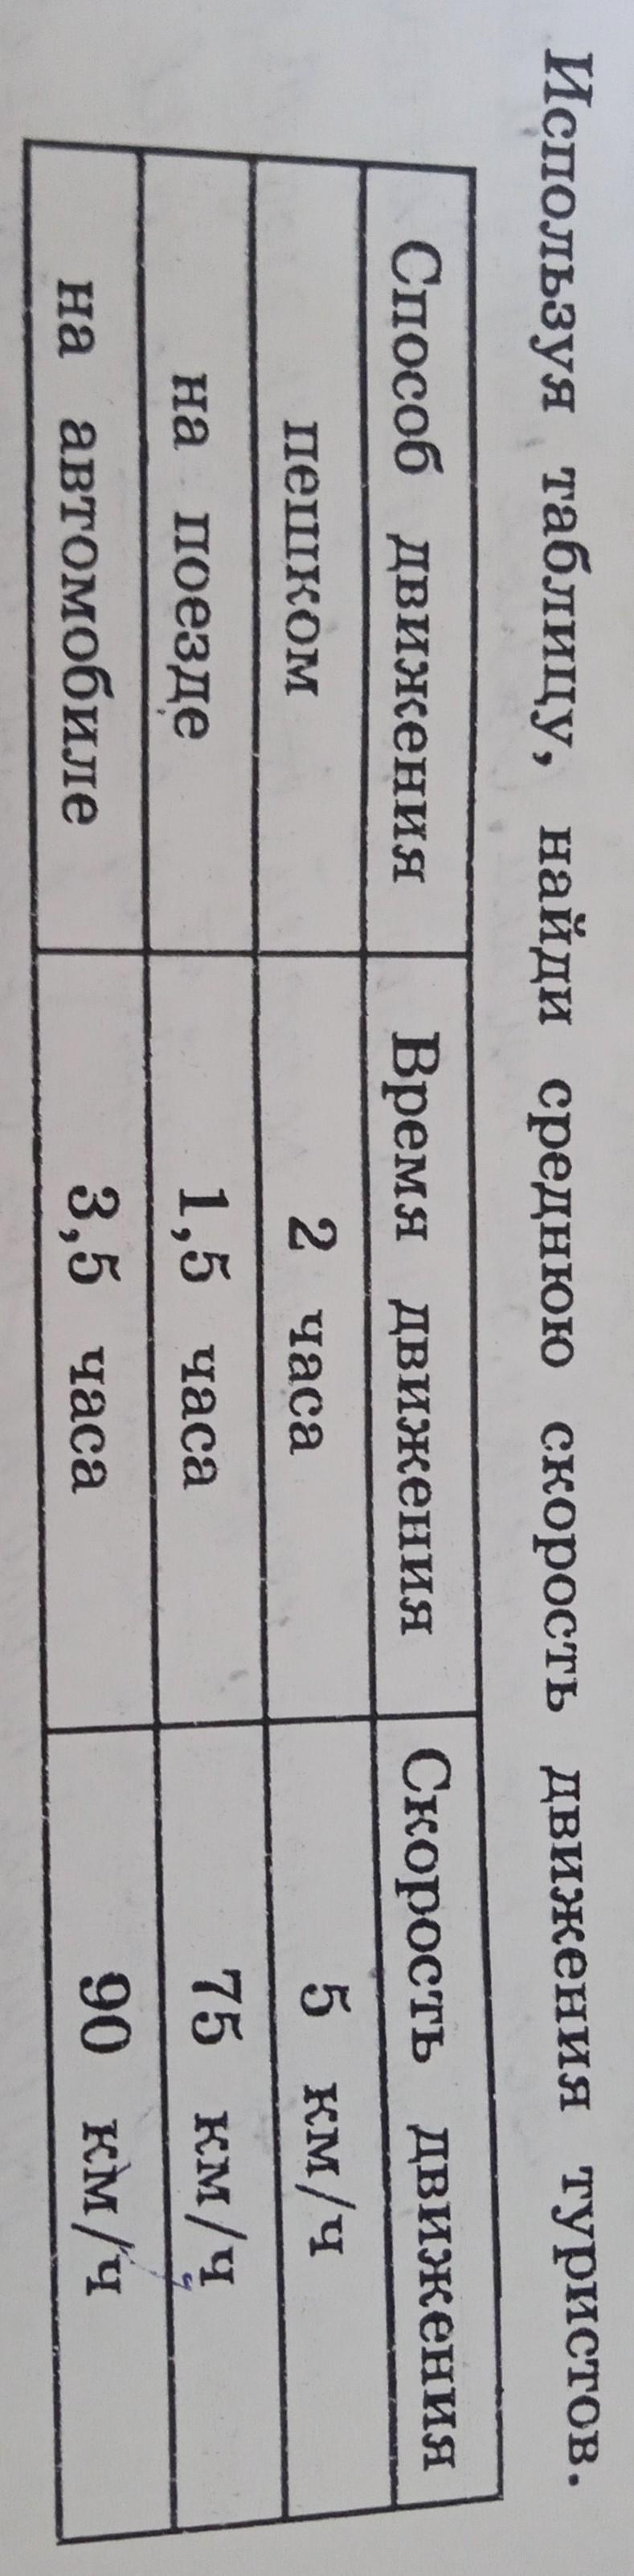 Используя таблицу, найди среднюю скорость движения туристов.
Способ движения Время движения Скорость движения
пешком 2 часа 5 км/ч
на поезде 1,5 часа 75 км/ч
на автомобиле 3,5 часа 90 км/ч